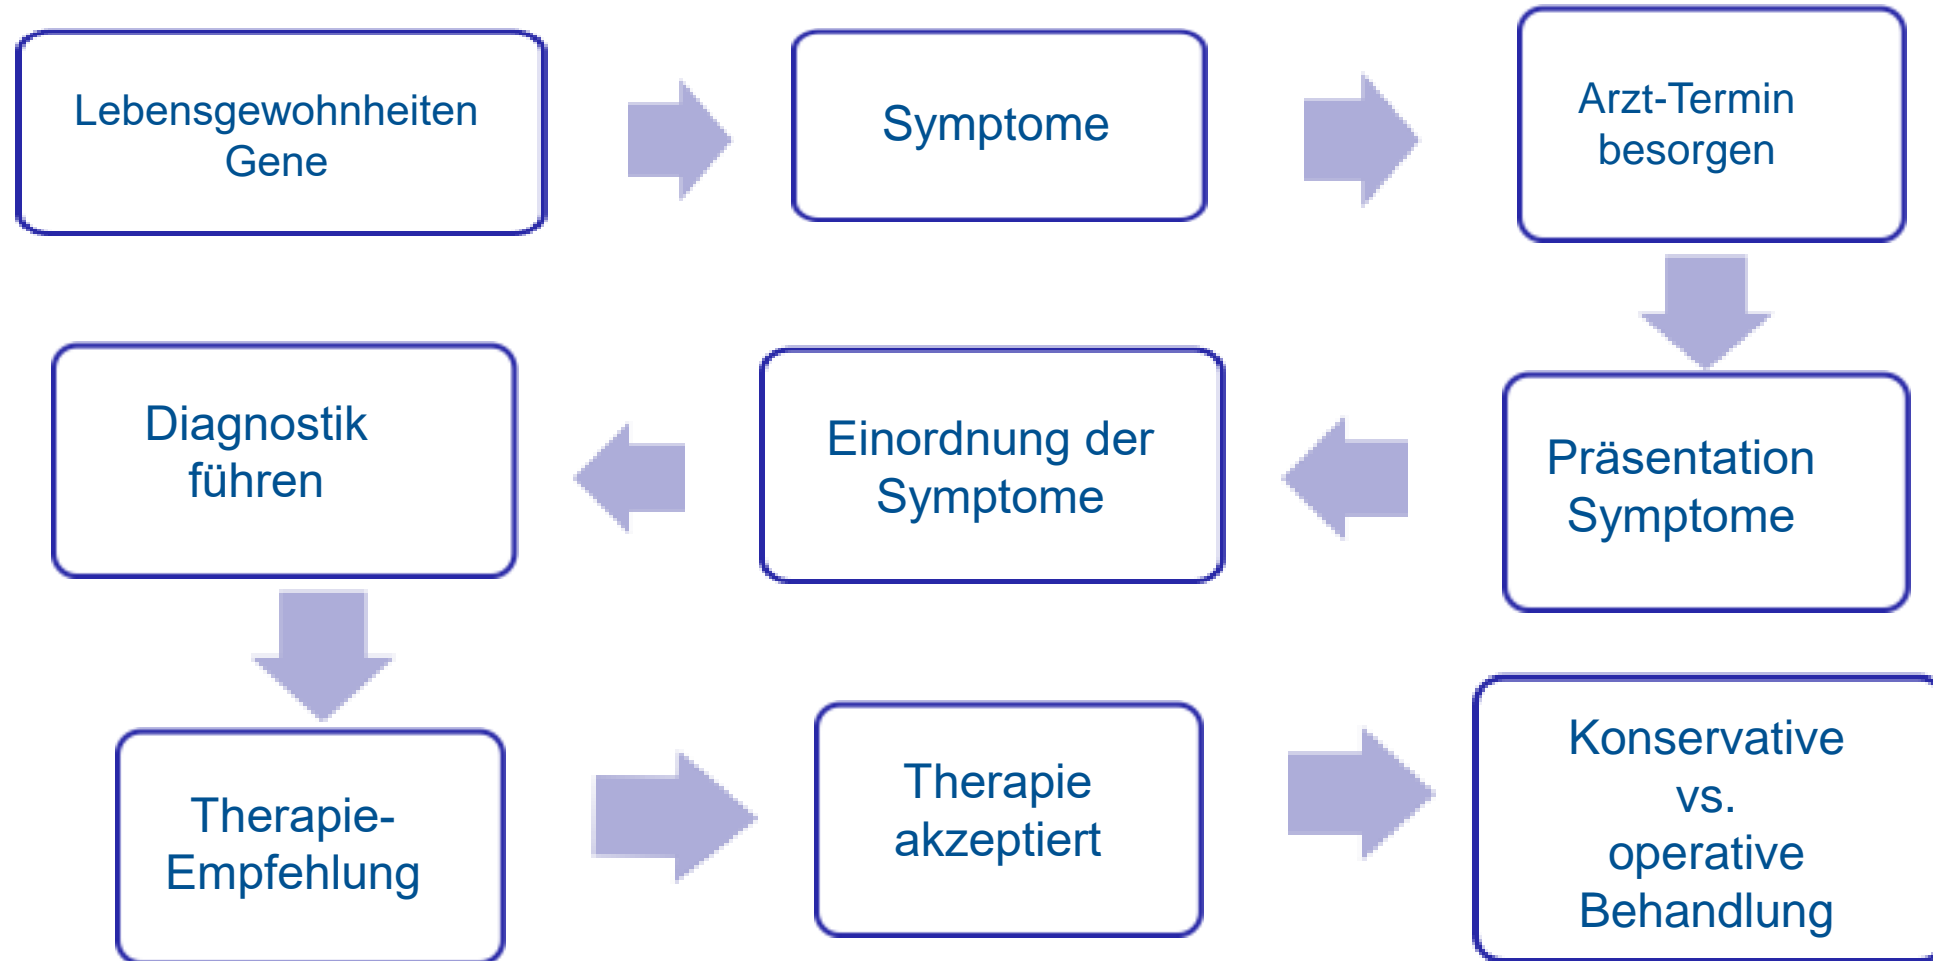 Lebensgewohnheiten
Gene
Symptome
Arzt-Termin
besorgen
Präsentation
Symptome
Einordnung der
Symptome
Diagnostik
führen
Therapie-
Empfehlung
Therapie
akzeptiert
Konservative
vs.
operative
Behandlung